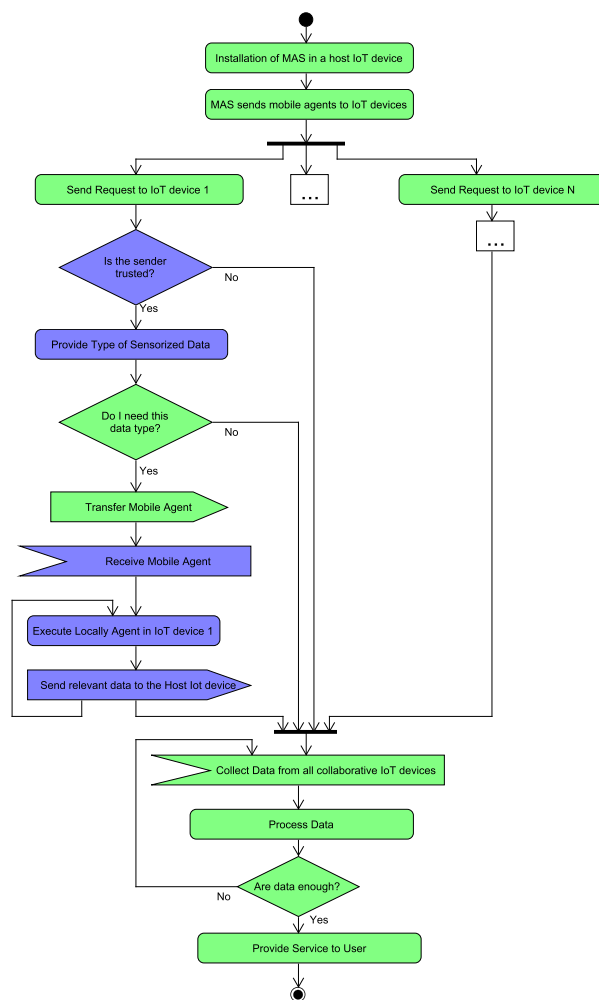 Installation of MAS in a host IoT device
MAS sends mobile agents to IoT devices
Send Request to IoT device 1
...
Send Request to IoT device N
...
Is the sender
trusted?
No
Yes
Provide Type of Sensorized Data
Do I need this
data type?
No
Yes
Transfer Mobile Agent
Receive Mobile Agent
Execute Locally Agent in IoT device 1
Send relevant data to the Host Iot device
Collect Data from all collaborative IoT devices
Process Data
Are data enough?
No
Yes
Provide Service to User